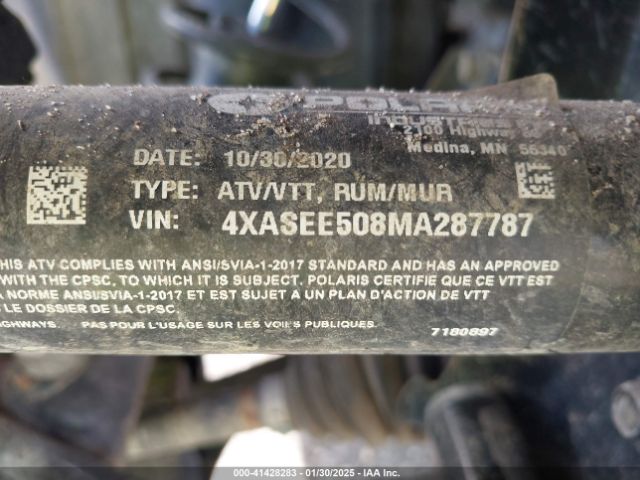 POLARIS
INDUSTRIES
2100 Highway 55
Medina, MN 55340
DATE: 10/30/2020
TYPE: ATV/VTT, RUM/MUR
VIN: 4XASEE508MA287787
THIS ATV COMPLIES WITH ANSI/SVIA-1-2017 STANDARD AND HAS AN APPROVED
WITH THE CPSC, TO WHICH IT IS SUBJECT. POLARIS CERTIFIE QUE CE VTT EST
A NORME ANSI/SVIA-1-2017 ET EST SUJET A UN PLAN D'ACTION DE VTT
LE DOSSIER DE LA CPSC.
HIGHWAYS. PAS POUR L'USAGE SUR LES VOIES PUBLIQUES. 7180697
000-41428283 - 01/30/2025 - IAA Inc.